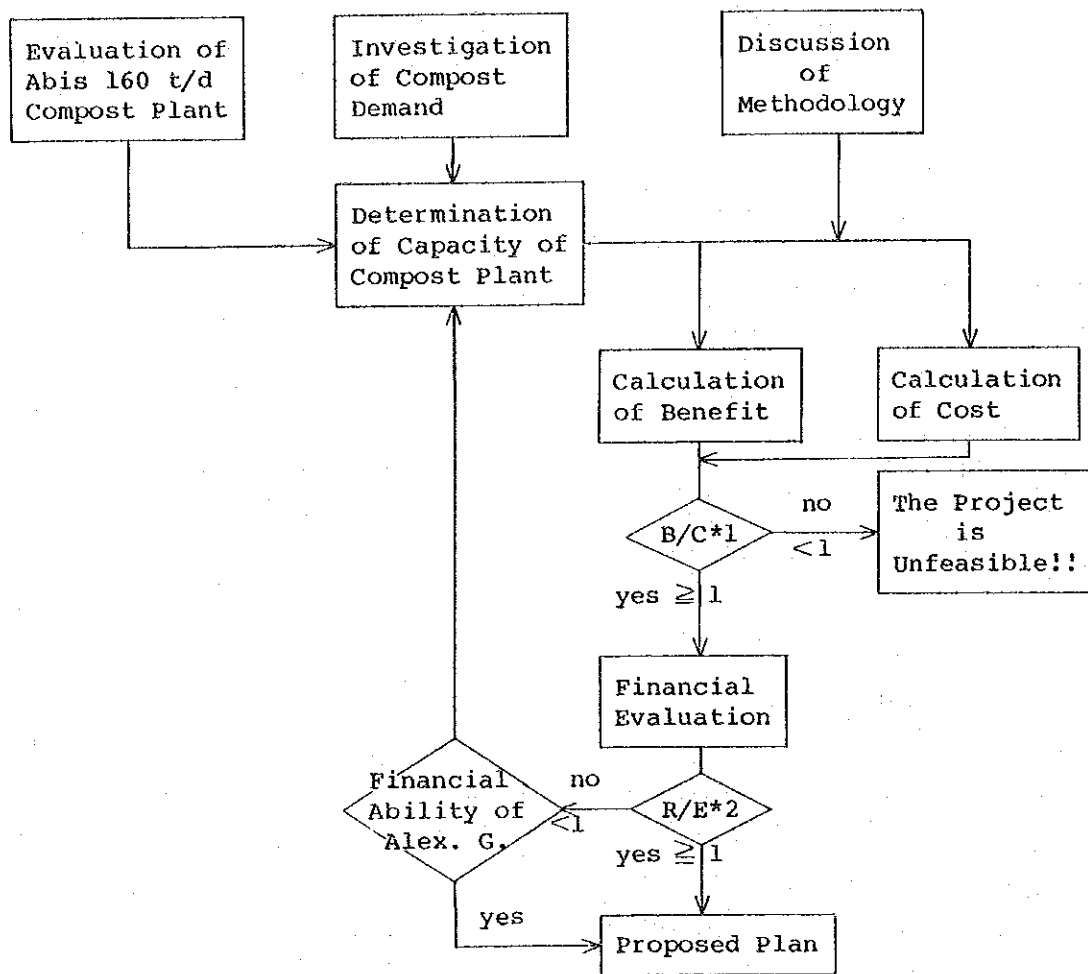 Evaluation of
Abis 160 t/d
Compost Plant
Investigation
of Compost
Demand
Discussion
of
Methodology
Determination
of Capacity of
Compost Plant
Calculation
of Benefit
Calculation
of Cost
B/C*1
no
<1
The Project
is
Unfeasible!!
yes ≧ 1
Financial
Evaluation
Financial
Ability of
Alex. G.
no
<1
R/E*2
yes ≧ 1
yes
Proposed Plan